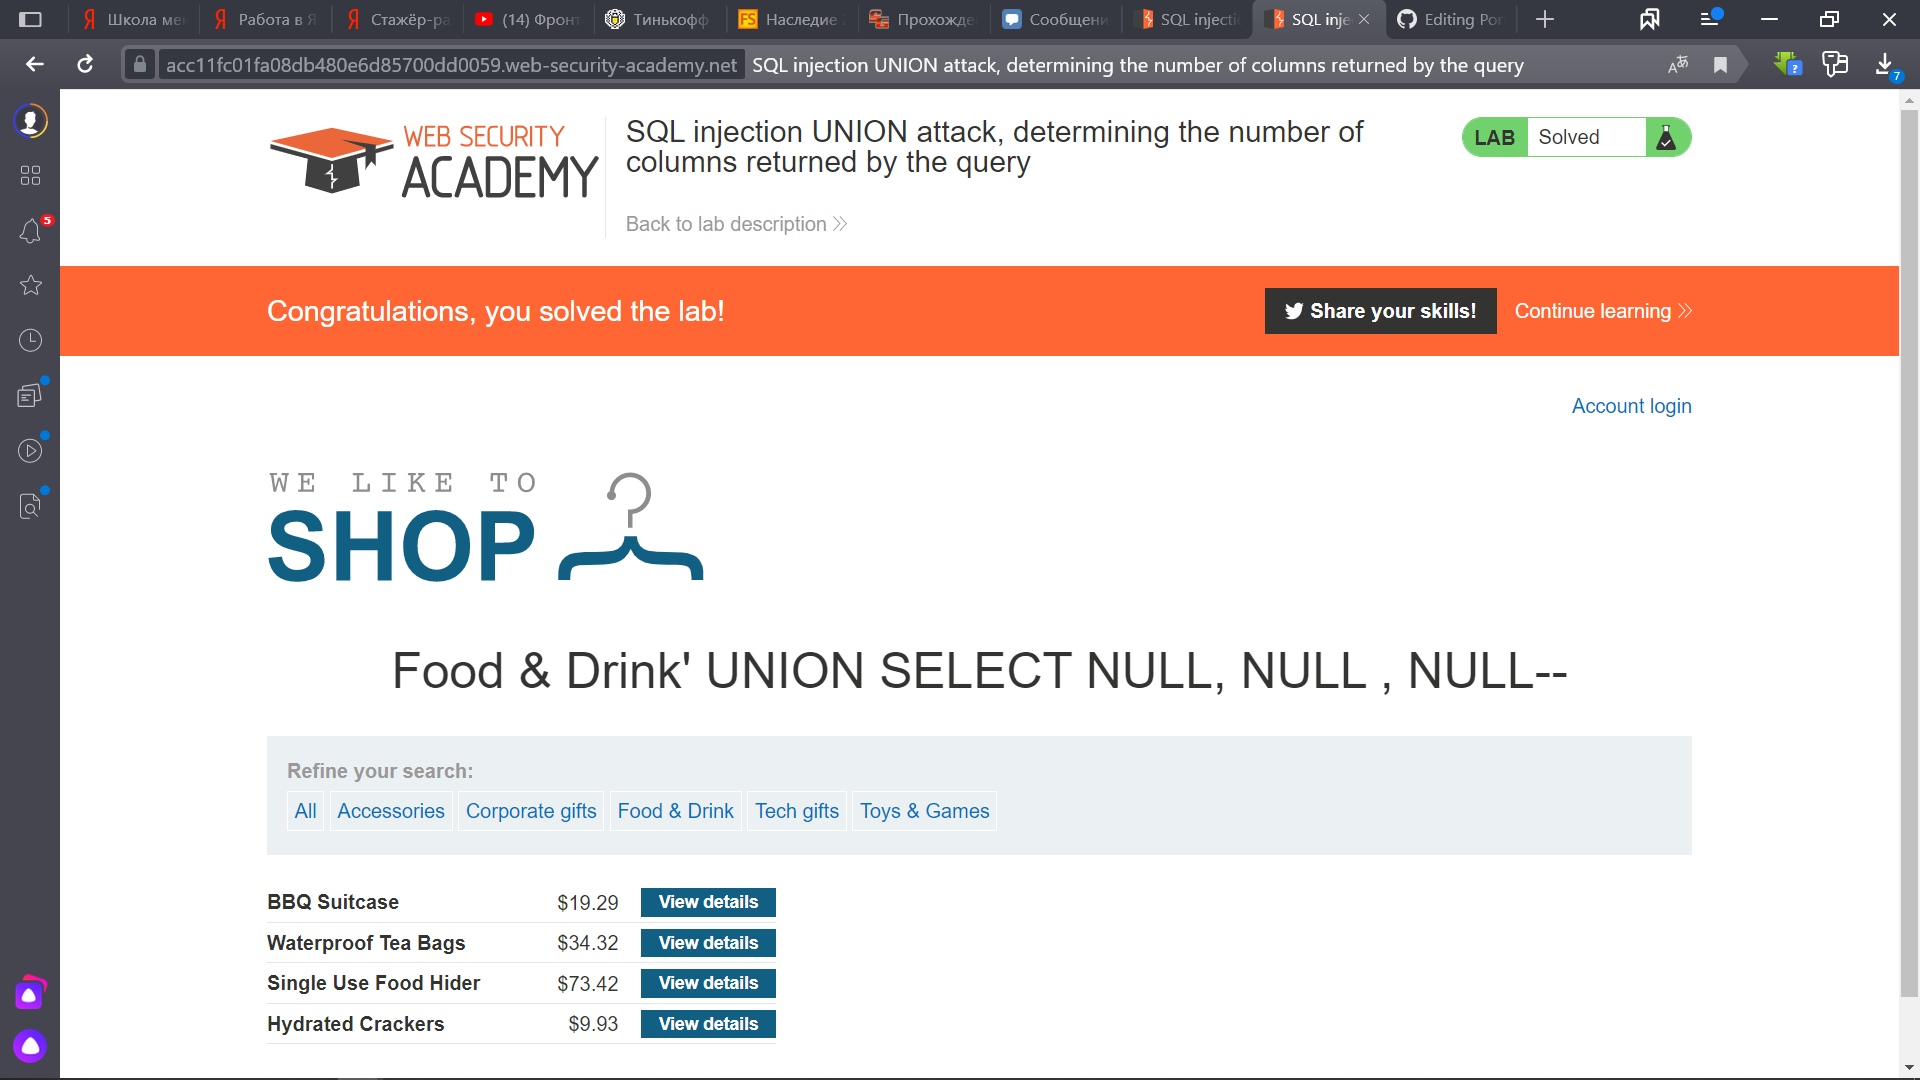 Школа ме
Работа в Я
Стажёр-ра
(14) Фронт
Тинькофф
FS Наследие
Прохожде
Сообщени
SQL injecti
SQL inje
Editing Por
acc11fc01fa08db480e6d85700dd0059.web-security-academy.net SQL injection UNION attack, determining the number of columns returned by the query
7
5
WEB SECURITY
ACADEMY
SQL injection UNION attack, determining the number of
columns returned by the query
LAB Solved
Back to lab description
Congratulations, you solved the lab!
Share your skills!
Continue learning
Account login
WE LIKE TO
SHOP
Food & Drink' UNION SELECT NULL, NULL , NULL--
Refine your search:
All Accessories Corporate gifts Food & Drink Tech gifts Toys & Games
BBQ Suitcase $19.29 View details
Waterproof Tea Bags $34.32 View details
Single Use Food Hider $73.42 View details
Hydrated Crackers $9.93 View details